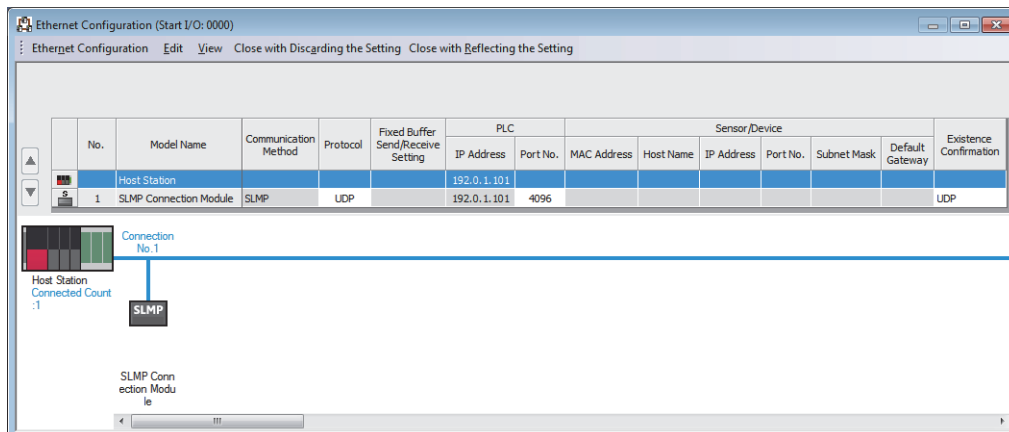 Ethernet Configuration (Start I/O: 0000)
Ethernet Configuration Edit View Close with Discarding the Setting Close with Reflecting the Setting
No. Model Name Communication Method Protocol Fixed Buffer Send/Receive Setting PLC Sensor/Device Existence Confirmation
IP Address Port No. MAC Address Host Name IP Address Port No. Subnet Mask Default Gateway
Host Station 192.0.1.101
S
1 SLMP Connection Module SLMP UDP 192.0.1.101 4096 UDP
Connection
No.1
Host Station
Connected Count
:1
SLMP
SLMP Conn
ection Modu
le